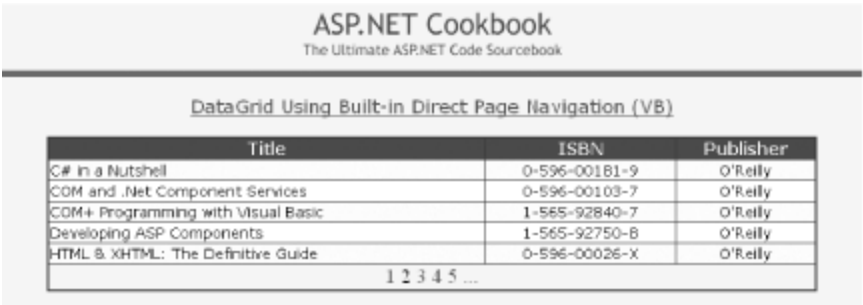 ASP.NET Cookbook
The Ultimate ASP.NET Code Sourcebook
DataGrid Using Built-in Direct Page Navigation (VB)
Title ISBN Publisher
C# in a Nutshell 0-596-00181-9 O'Reilly
COM and .Net Component Services 0-596-00103-7 O'Reilly
COM+ Programming with Visual Basic 1-565-92840-7 O'Reilly
Developing ASP Components 1-565-92750-8 O'Reilly
HTML & XHTML: The Definitive Guide 0-596-00026-X O'Reilly
1 2 3 4 5 ...